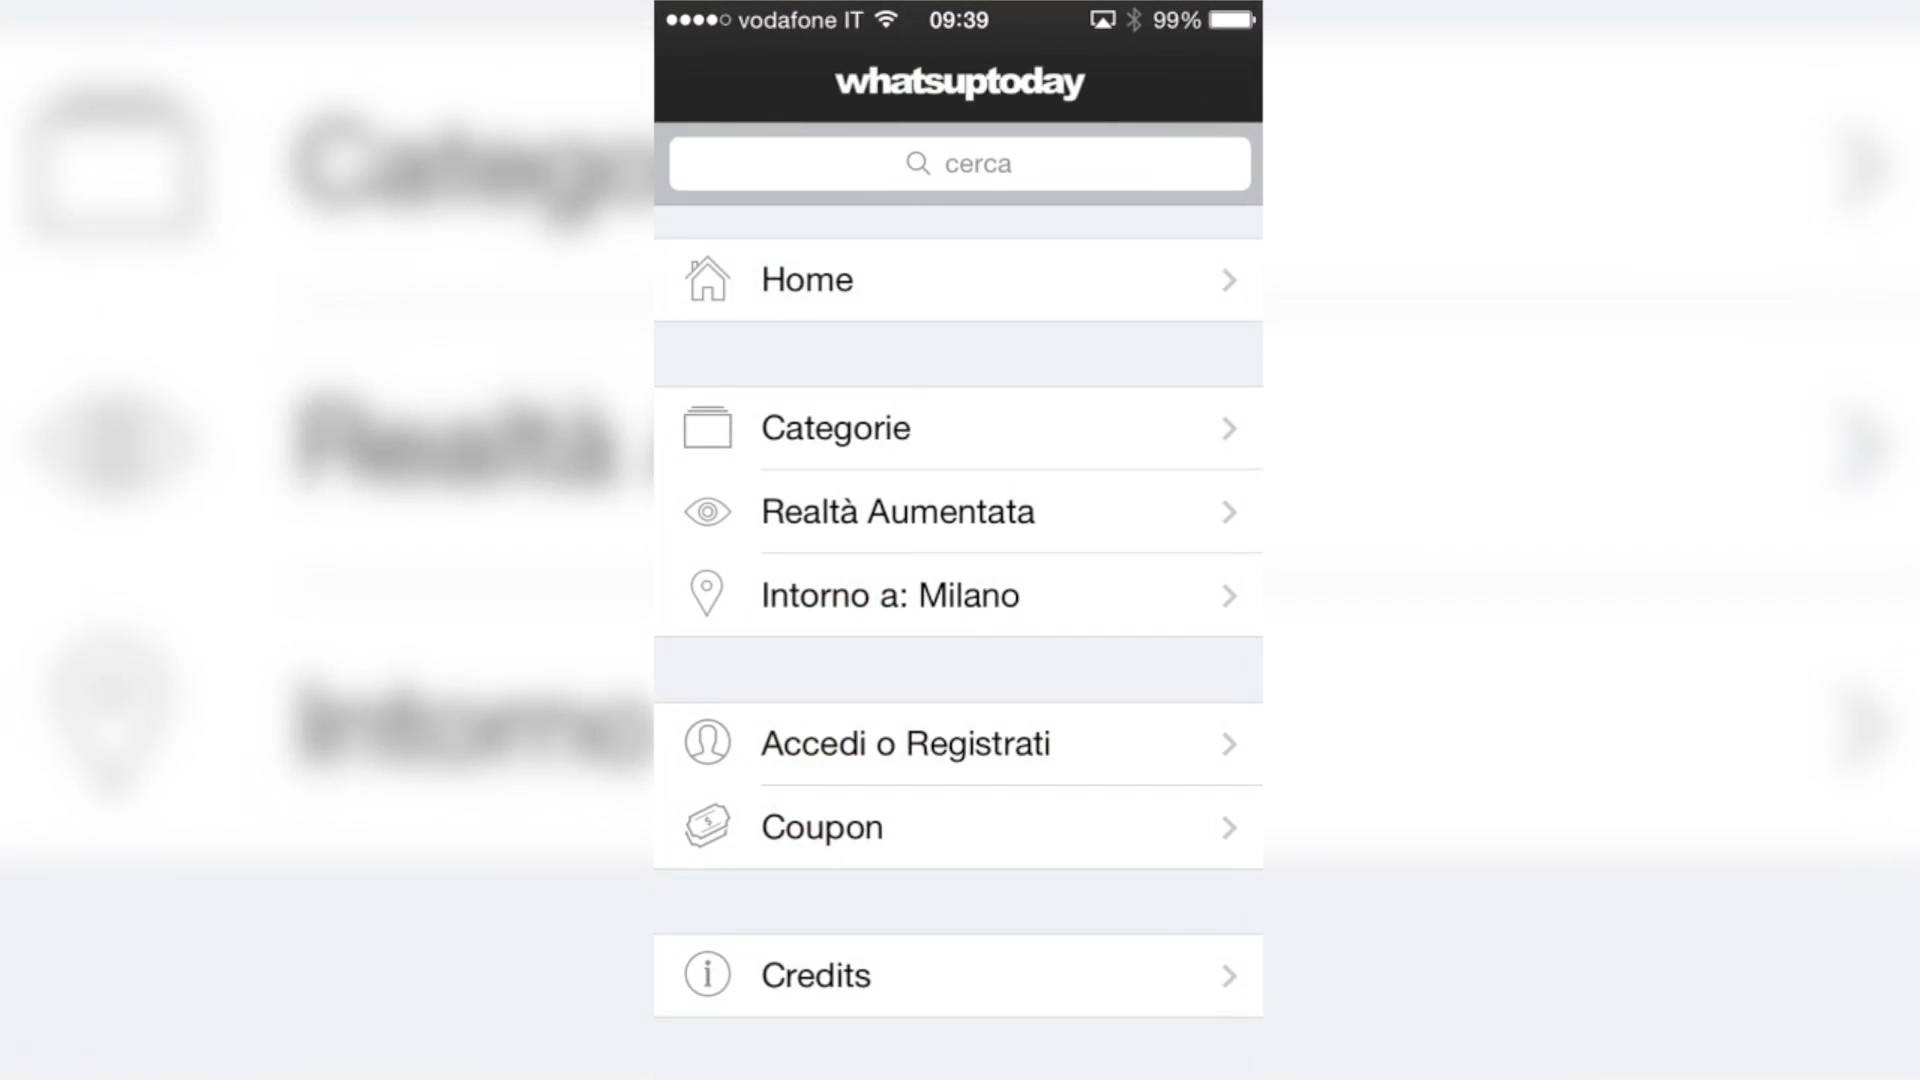 vodafone IT 09:39 99%
whatsuptoday
cerca
Home
Categorie
Realtà Aumentata
Intorno a: Milano
Accedi o Registrati
Coupon
Credits